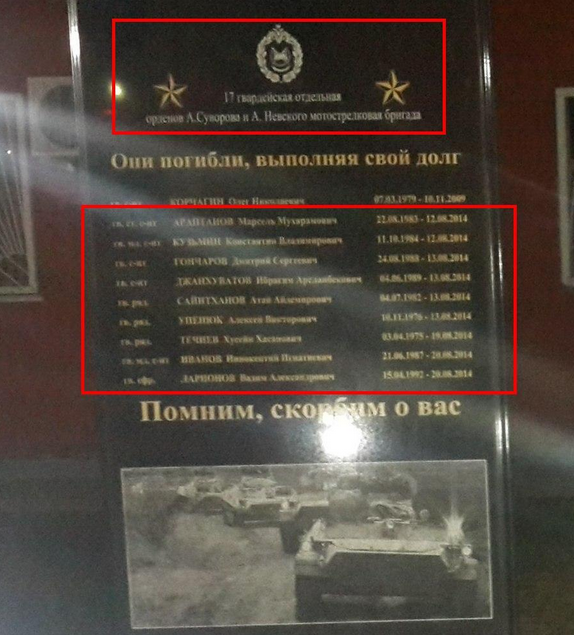 17 гвардейская отдельная
орденов А.Суворова и А. Невского мотострелковая бригада
Они погибли, выполняя свой долг
КОРЧАГИН Олег Николаевич 07.03.1979 - 10.11.2009
гв. ст. с-нт АРАПТАНОВ Марсель 22.08.1983 - 12.08.2014
гв. мл. с-нт КУЗЬМИН Константин Владимирович 11.10.1984 - 12.08.2014
гв. с-нт ГОНЧАРОВ Дмитрий Сергеевич 24.08.1988 - 13.08.2014
гв. с-нт ДЖАНХУВАТОВ Ибрагим Арсланбекович 04.06.1989 - 13.08.2014
гв. ряд. САЙИТХАНОВ Атав 04.07.1982 - 13.08.2014
гв. ряд. Алексей Викторович 10.11.1976 - 13.08.2014
гв. ряд. ТЕЧИЕВ Хусейн Хасанович 03.04.1975 - 19.08.2014
гв. мл. с-нт ИВАНОВ Иннокентий Игнатьевич 21.06.1987 - 20.08.2014
гв. ефр. ЛАРИОНОВ Вадим Александрович 15.04.1992 - 20.08.2014
Помним, скорбим о вас